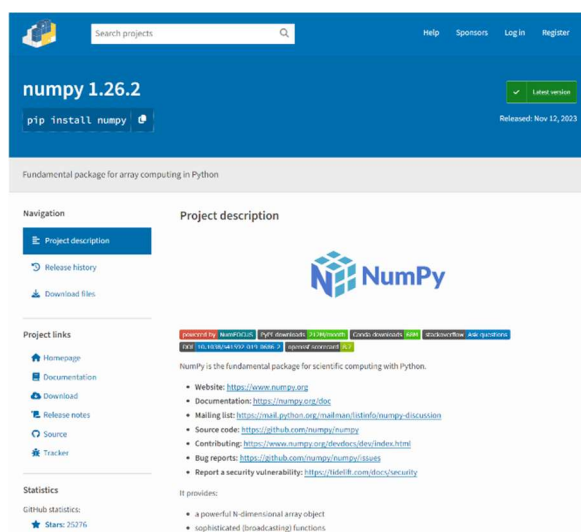 Search projects
Help Sponsors Log in Register
numpy 1.26.2
pip install numpy
Latest version
Released: Nov 12, 2023
Fundamental package for array computing in Python
Navigation
Project description
Release history
Download files
Project links
Homepage
Documentation
Download
Release notes
Source
Tracker
Statistics
GitHub statistics:
Stars: 25276
Project description
NumPy
powered by NumFOCUS PyPI downloads Conda downloads stackoverflow Ask questions
DOI 10.1038/s41592-019-0686-2 openssf scorecard
NumPy is the fundamental package for scientific computing with Python.
• Website: https://www.numpy.org
• Documentation: https://numpy.org/doc
• Mailing list: https://mail.python.org/mailman/listinfo/numpy-discussion
• Source code: https://github.com/numpy/numpy
• Contributing: https://www.numpy.org/devdocs/dev/index.html
• Bug reports: https://github.com/numpy/numpy/issues
• Report a security vulnerability: https://tidelift.com/docs/security
It provides:
• a powerful N-dimensional array object
• sophisticated (broadcasting) functions